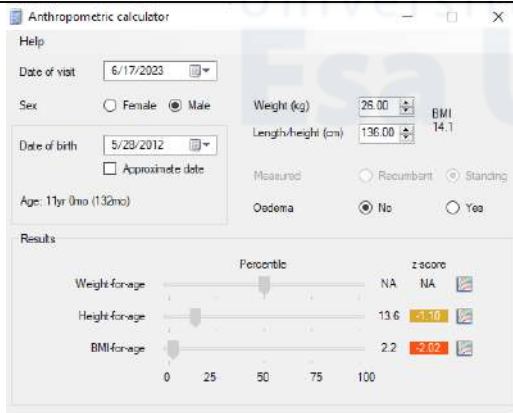 Anthropometric calculator
Help
Date of visit 6/17/2023
Sex Female Male
Weight (kg) 26.00
BMI
14.1
Length/height (cm) 136.00
Date of birth 5/28/2012
Approximate date
Measured Recumbent Standing
Age: 11yr 0mo (132mo)
Oedema No Yes
Results
Percentile z-score
Weight-for-age NA NA
Height-for-age 13.6 -1.10
BMI-for-age 2.2 -2.02
0 25 50 75 100
Esa U